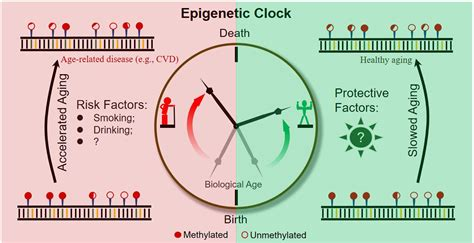 Epigenetic Clock
Death
Age-related disease (e.g., CVD)
Healthy aging
Accelerated Aging
Risk Factors:
Smoking;
Drinking;
?
Biological Age
Protective
Factors:
?
Slowed Aging
Birth
Methylated
Unmethylated